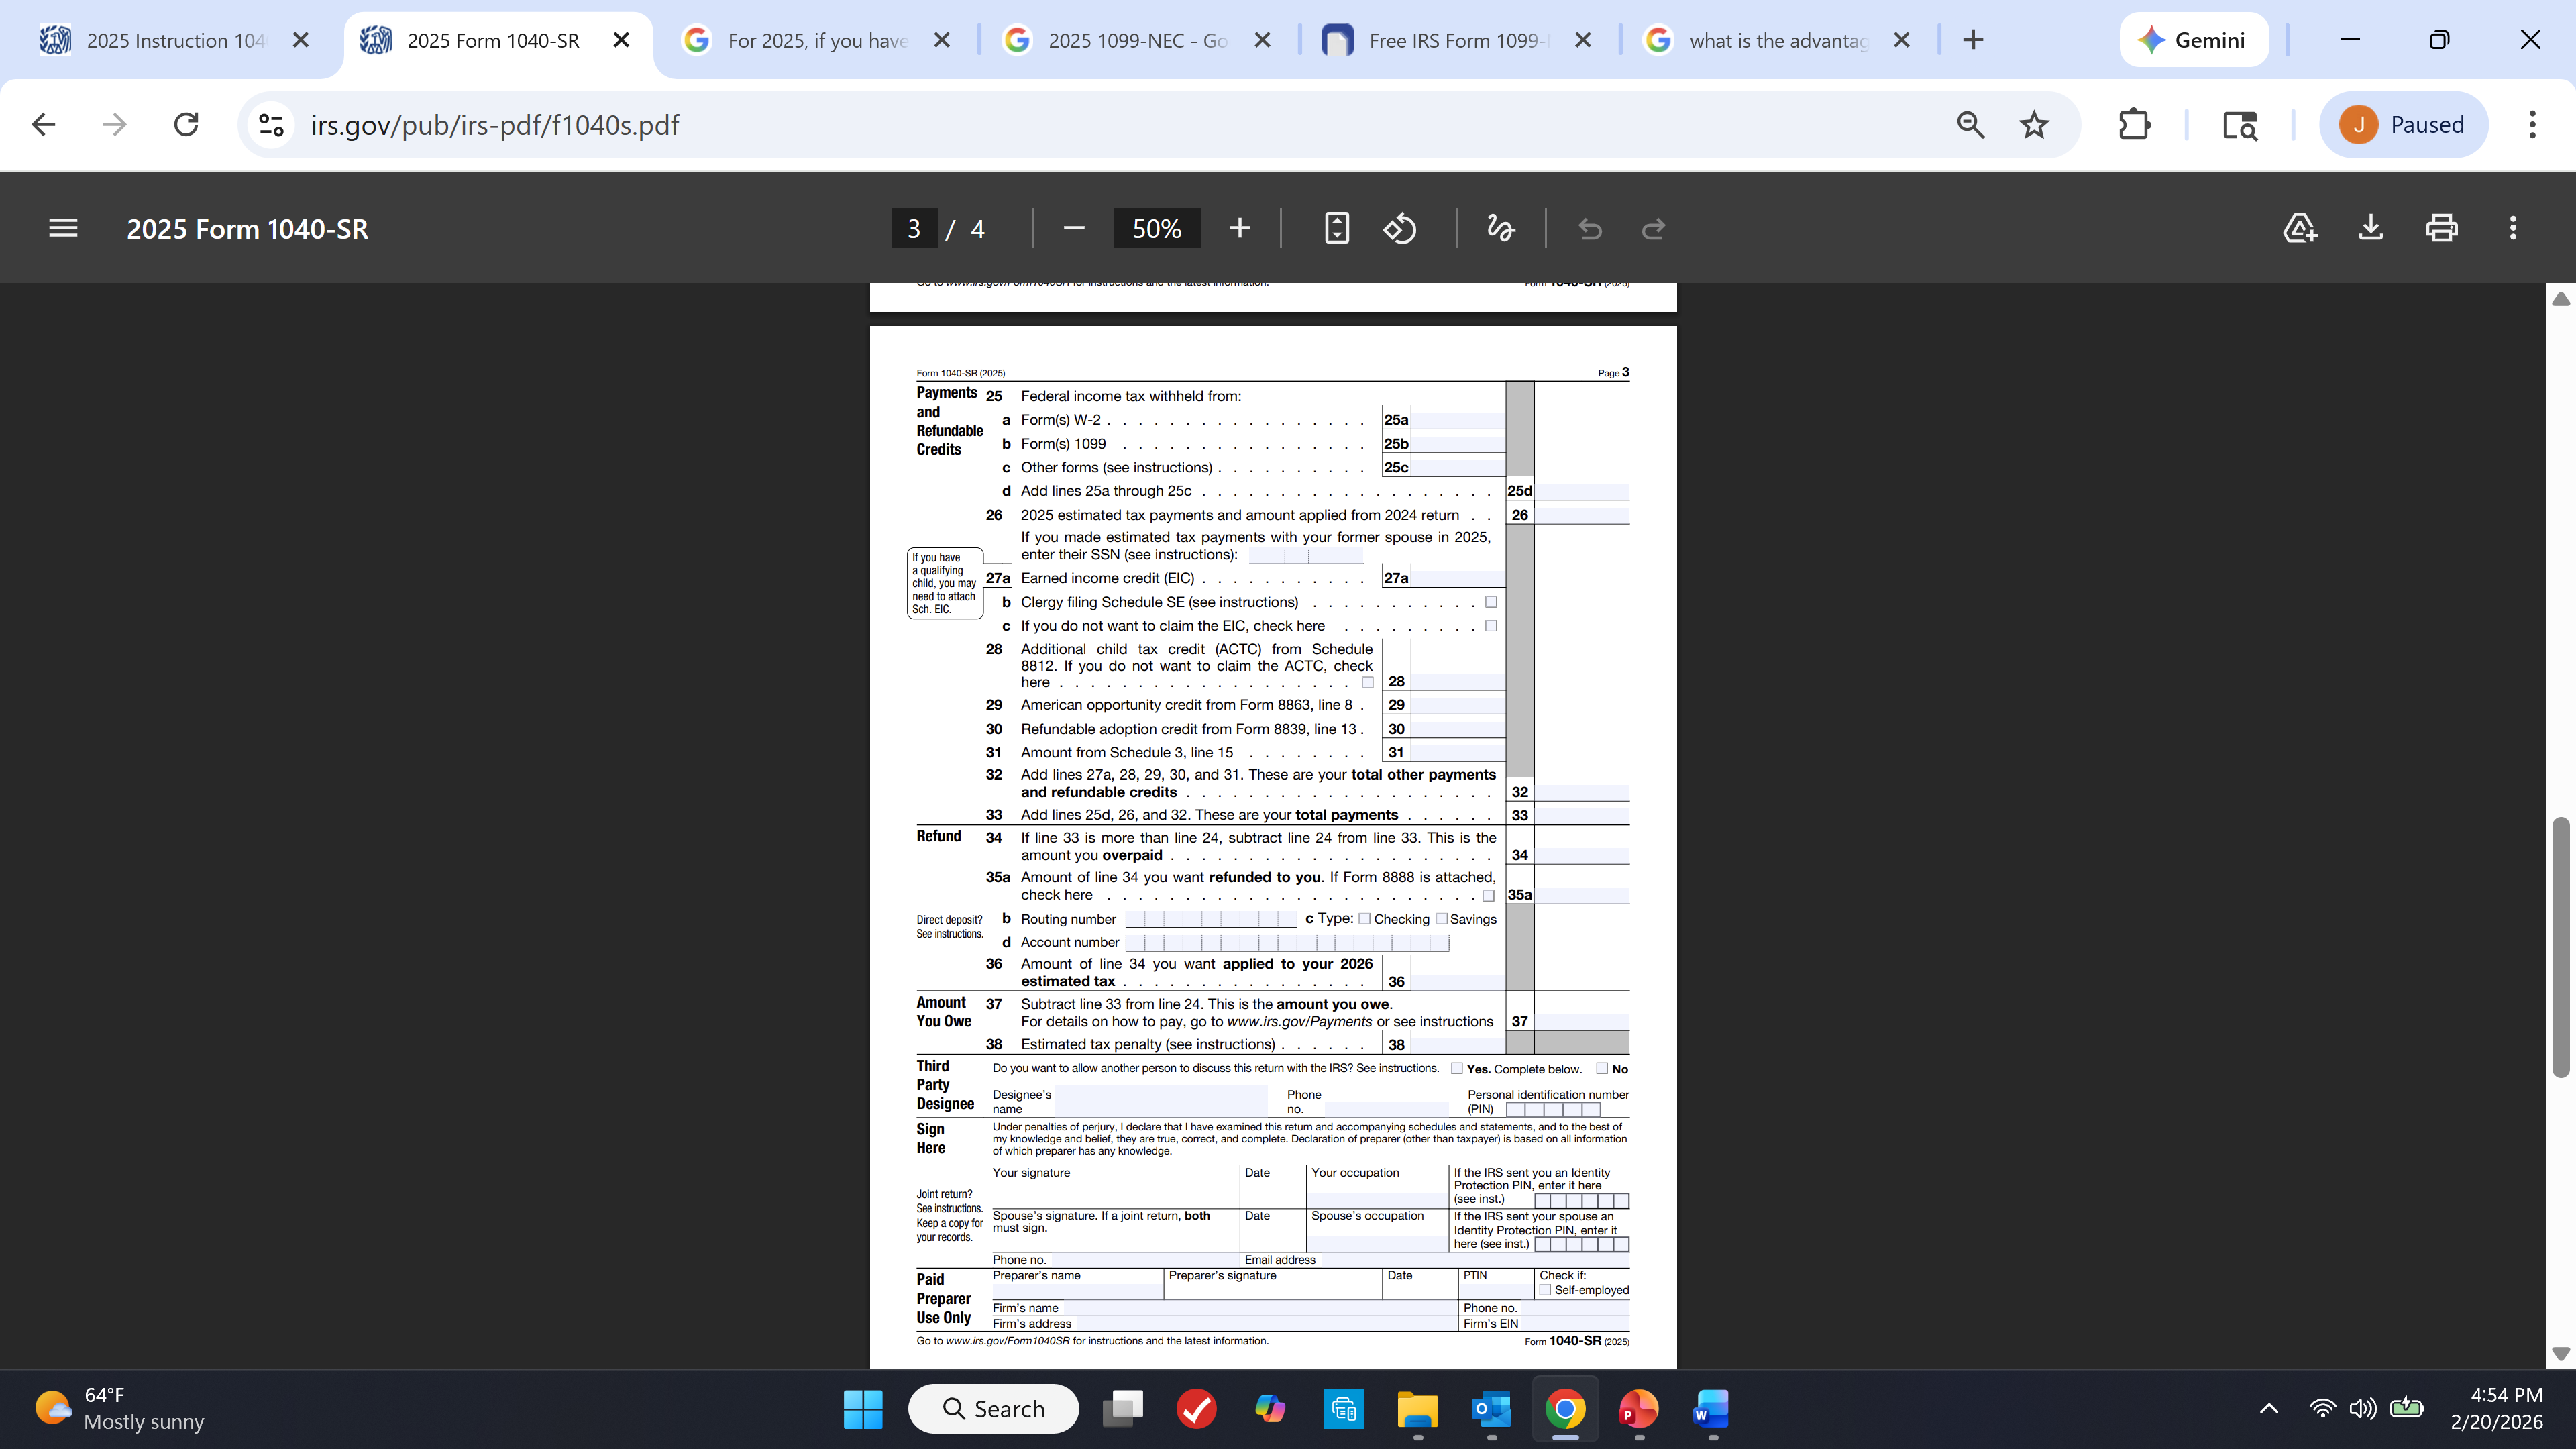 2025 Instruction 104
2025 Form 1040-SR
For 2025, if you have
2025 1099-NEC - Go
Free IRS Form 1099-
what is the advantag
Gemini
irs.gov/pub/irs-pdf/f1040s.pdf
J Paused
2025 Form 1040-SR
3 / 4
50%
Go to www.irs.gov/Form1040SR for instructions and the latest information. Form 1040-SR (2025)
Form 1040-SR (2025) Page 3
Payments and Refundable Credits
25 Federal income tax withheld from:
a Form(s) W-2 . . . . . . . . . . . . . . . . . 25a
b Form(s) 1099 . . . . . . . . . . . . . . . . 25b
c Other forms (see instructions) . . . . . . . . . . 25c
d Add lines 25a through 25c . . . . . . . . . . . . . . . . . . . 25d
26 2025 estimated tax payments and amount applied from 2024 return . . 26
If you made estimated tax payments with your former spouse in 2025,
enter their SSN (see instructions):
If you have
a qualifying
child, you may
need to attach
Sch. EIC.
27a Earned income credit (EIC) . . . . . . . . . . . 27a
b Clergy filing Schedule SE (see instructions) . . . . . . . . . . .
c If you do not want to claim the EIC, check here . . . . . . . . .
28 Additional child tax credit (ACTC) from Schedule
8812. If you do not want to claim the ACTC, check
here . . . . . . . . . . . . . . . . . . 28
29 American opportunity credit from Form 8863, line 8 . 29
30 Refundable adoption credit from Form 8839, line 13 . 30
31 Amount from Schedule 3, line 15 . . . . . . . . 31
32 Add lines 27a, 28, 29, 30, and 31. These are your total other payments
and refundable credits . . . . . . . . . . . . . . . . . . . . 32
33 Add lines 25d, 26, and 32. These are your total payments . . . . . . 33
Refund
34 If line 33 is more than line 24, subtract line 24 from line 33. This is the
amount you overpaid . . . . . . . . . . . . . . . . . . . . . 34
35a Amount of line 34 you want refunded to you. If Form 8888 is attached,
check here . . . . . . . . . . . . . . . . . . . . . . . . 35a
Direct deposit?
See instructions.
b Routing number c Type: Checking Savings
d Account number
36 Amount of line 34 you want applied to your 2026
estimated tax . . . . . . . . . . . . . . . . 36
Amount You Owe
37 Subtract line 33 from line 24. This is the amount you owe.
For details on how to pay, go to www.irs.gov/Payments or see instructions 37
38 Estimated tax penalty (see instructions) . . . . . . 38
Third Party Designee
Do you want to allow another person to discuss this return with the IRS? See instructions. Yes. Complete below. No
Designee's name Phone no. Personal identification number (PIN)
Sign Here
Under penalties of perjury, I declare that I have examined this return and accompanying schedules and statements, and to the best of
my knowledge and belief, they are true, correct, and complete. Declaration of preparer (other than taxpayer) is based on all information
of which preparer has any knowledge.
Your signature Date Your occupation If the IRS sent you an Identity Protection PIN, enter it here (see inst.)
Joint return?
See instructions.
Keep a copy for
your records.
Spouse's signature. If a joint return, both must sign. Date Spouse's occupation If the IRS sent your spouse an Identity Protection PIN, enter it here (see inst.)
Phone no. Email address
Paid Preparer Use Only
Preparer's name Preparer's signature Date PTIN Check if:
Self-employed
Firm's name Phone no.
Firm's address Firm's EIN
Go to www.irs.gov/Form1040SR for instructions and the latest information. Form 1040-SR (2025)
64°F
Mostly sunny
Search
4:54 PM
2/20/2026